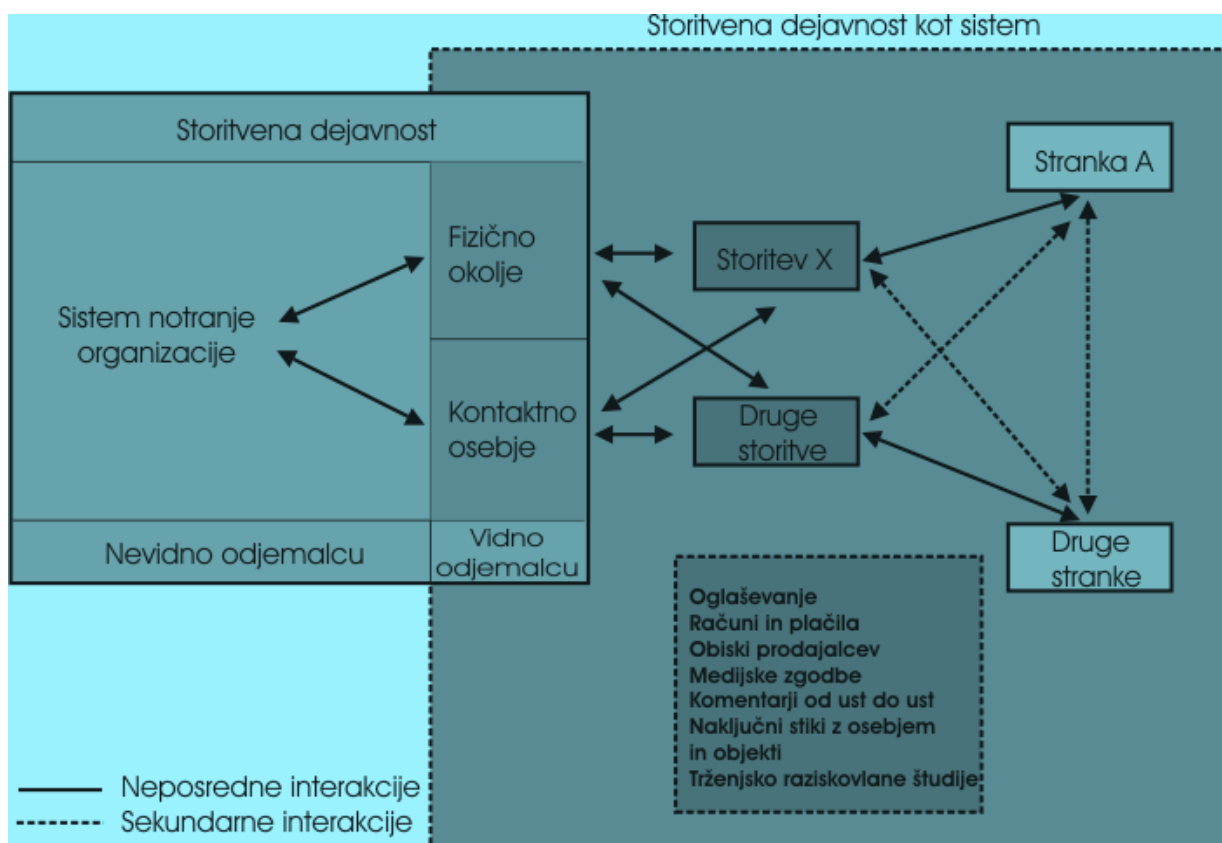 Storitvena dejavnost kot sistem
Storitvena dejavnost
Stranka A
Fizično
okolje
Storitev X
Sistem notranje
organizacije
Kontaktno
osebje
Druge
storitve
Nevidno odjemalcu
Vidno
odjemalcu
Druge
stranke
Oglaševanje
Računi in plačila
Obiski prodajalcev
Medijske zgodbe
Komentarji od ust do ust
Naključni stiki z osebjem
in objekti
Trženjsko raziskovlane študije
Neposredne interakcije
Sekundarne interakcije